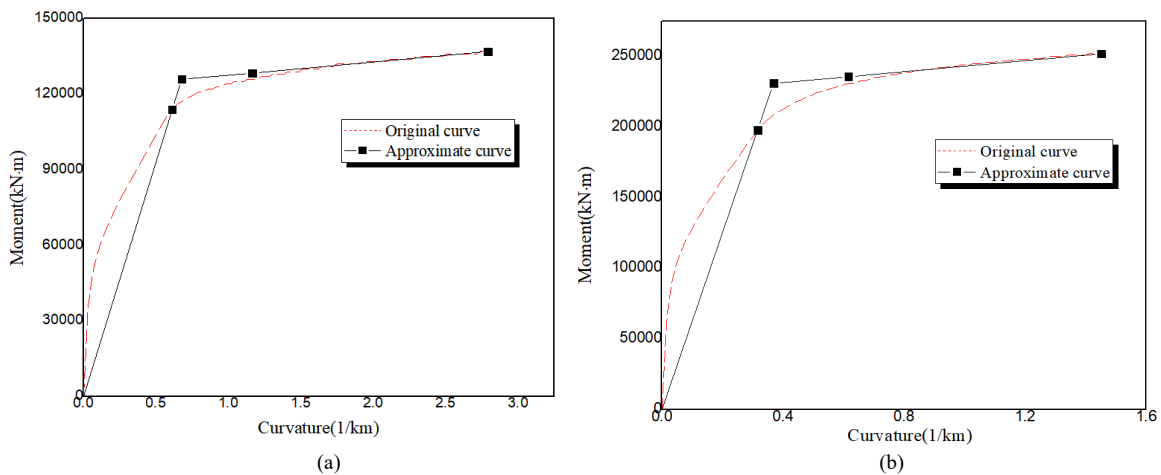 150000
120000
90000
60000
30000
0
Moment(kN·m)
Original curve
Approximate curve
0.0 0.5 1.0 1.5 2.0 2.5 3.0
Curvature(1/km)
(a)
250000
200000
150000
100000
50000
0
Moment(kN·m)
Original curve
Approximate curve
0.0 0.4 0.8 1.2 1.6
Curvature(1/km)
(b)